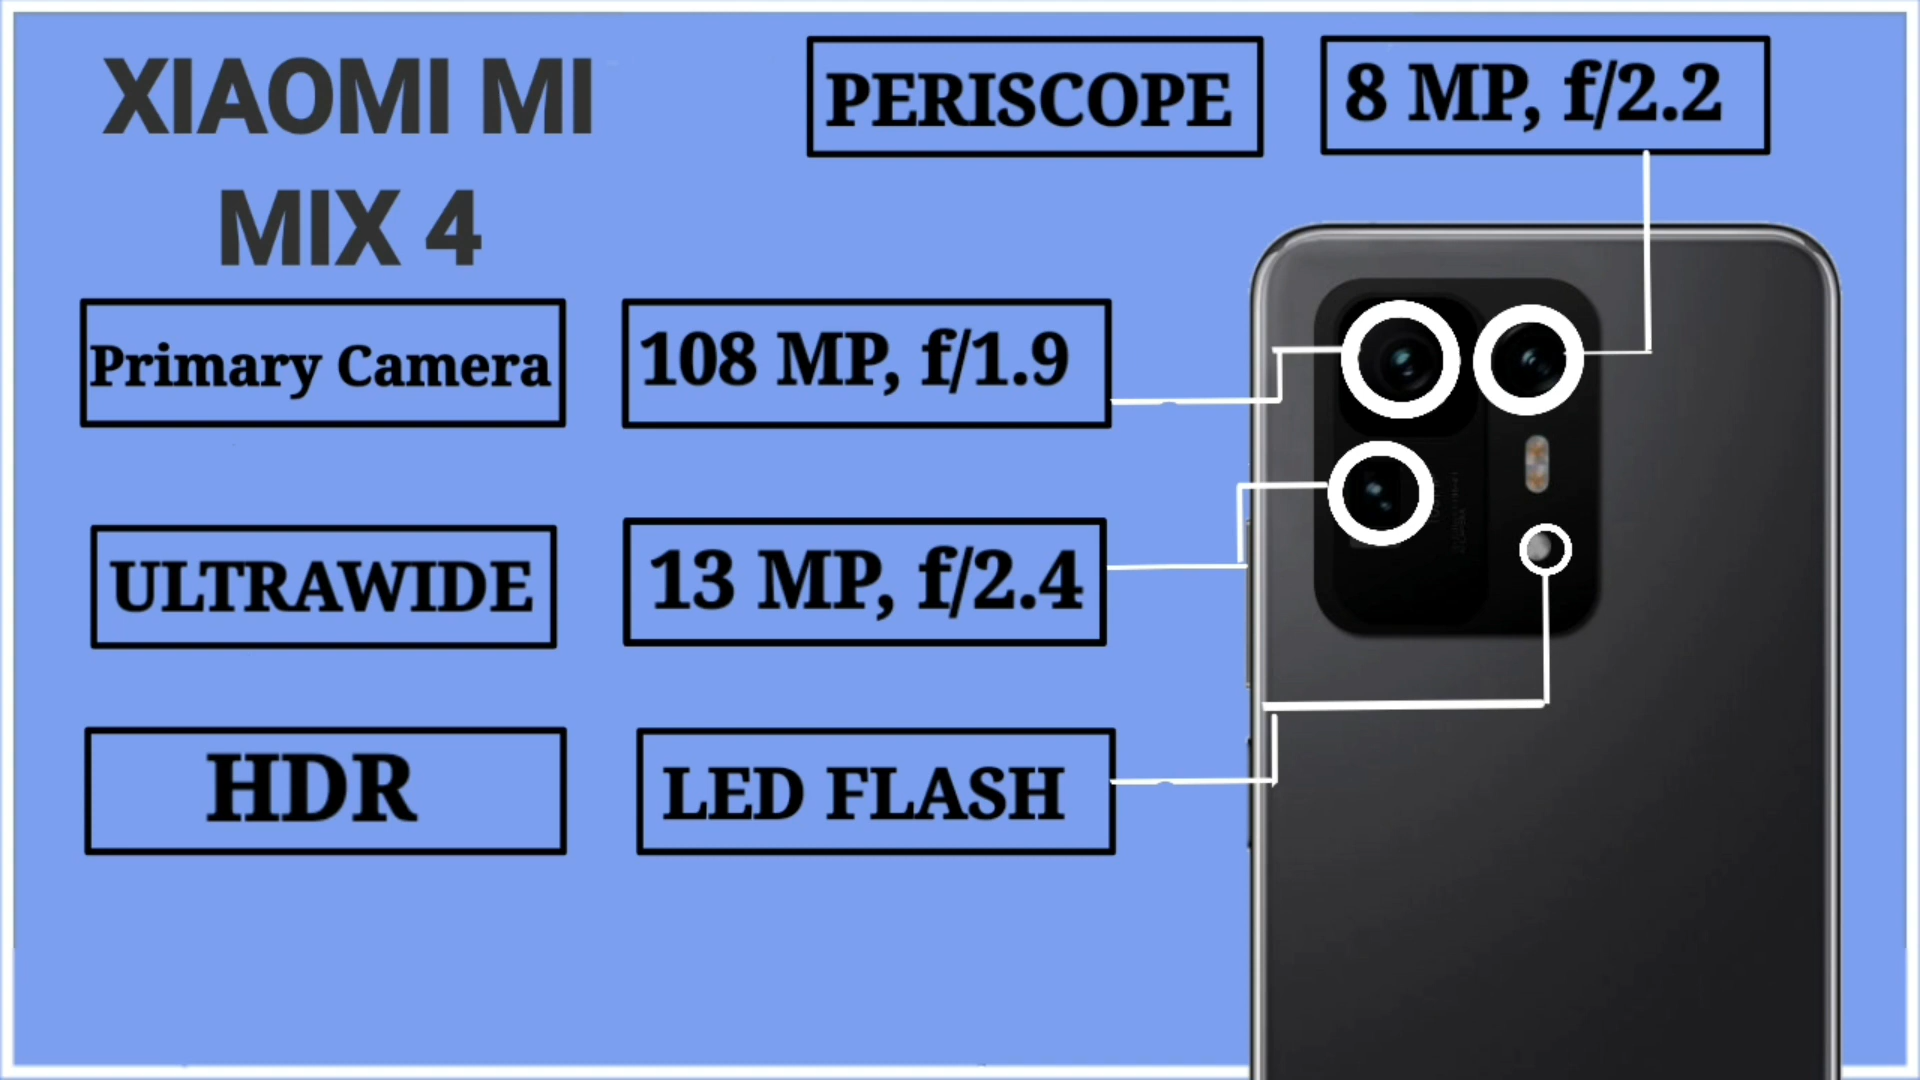 XIAOMI MI
MIX 4
PERISCOPE
8 MP, f/2.2
Primary Camera
108 MP, f/1.9
ULTRAWIDE
13 MP, f/2.4
HDR
LED FLASH